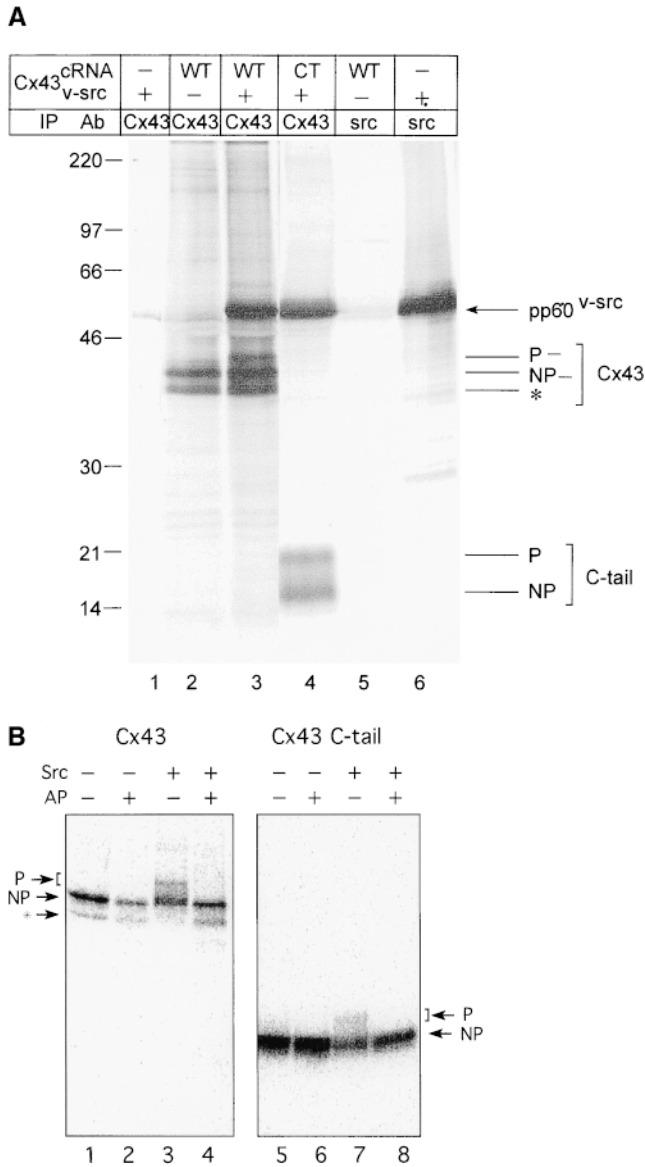 A
Cx43 cRNA – WT WT CT WT –
v-src + – + + – +
IP Ab Cx43 Cx43 Cx43 Cx43 src src
220
97
66
46
30
21
14
pp60 v-src
P
NP
*
Cx43
P
NP
C-tail
1 2 3 4 5 6
B
Cx43 Cx43 C-tail
Src – – + + – – + +
AP – + – + – + – +
P
NP
*
P
NP
1 2 3 4 5 6 7 8